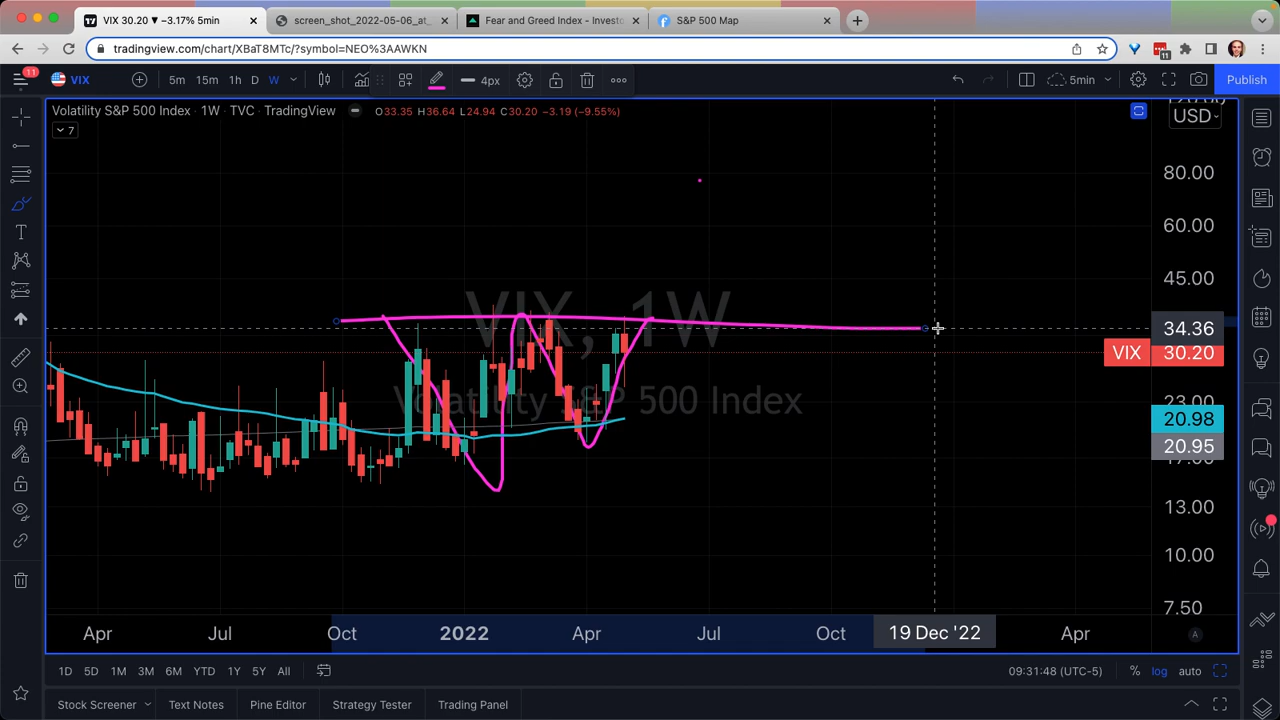 VIX 30.20 ▼ −3.17% 5min
screen_shot_2022-05-06_at_
Fear and Greed Index - Investo
S&P 500 Map
tradingview.com/chart/XBaT8MTc/?symbol=NEO%3AAWKN
11
11
VIX
5m 15m 1h D W
4px
5min
Publish
Volatility S&P 500 Index · 1W · TVC · TradingView
O33.35 H36.64 L24.94 C30.20 −3.19 (−9.55%)
7
USD
80.00
60.00
45.00
VIX, 1W
34.36
VIX 30.20
Volatility S&P 500 Index
23.00
20.98
20.95
17.00
13.00
10.00
7.50
Apr Jul Oct 2022 Apr Jul Oct 19 Dec '22 Apr
A
1D 5D 1M 3M 6M YTD 1Y 5Y All
09:31:48 (UTC-5) % log auto
Stock Screener Text Notes Pine Editor Strategy Tester Trading Panel